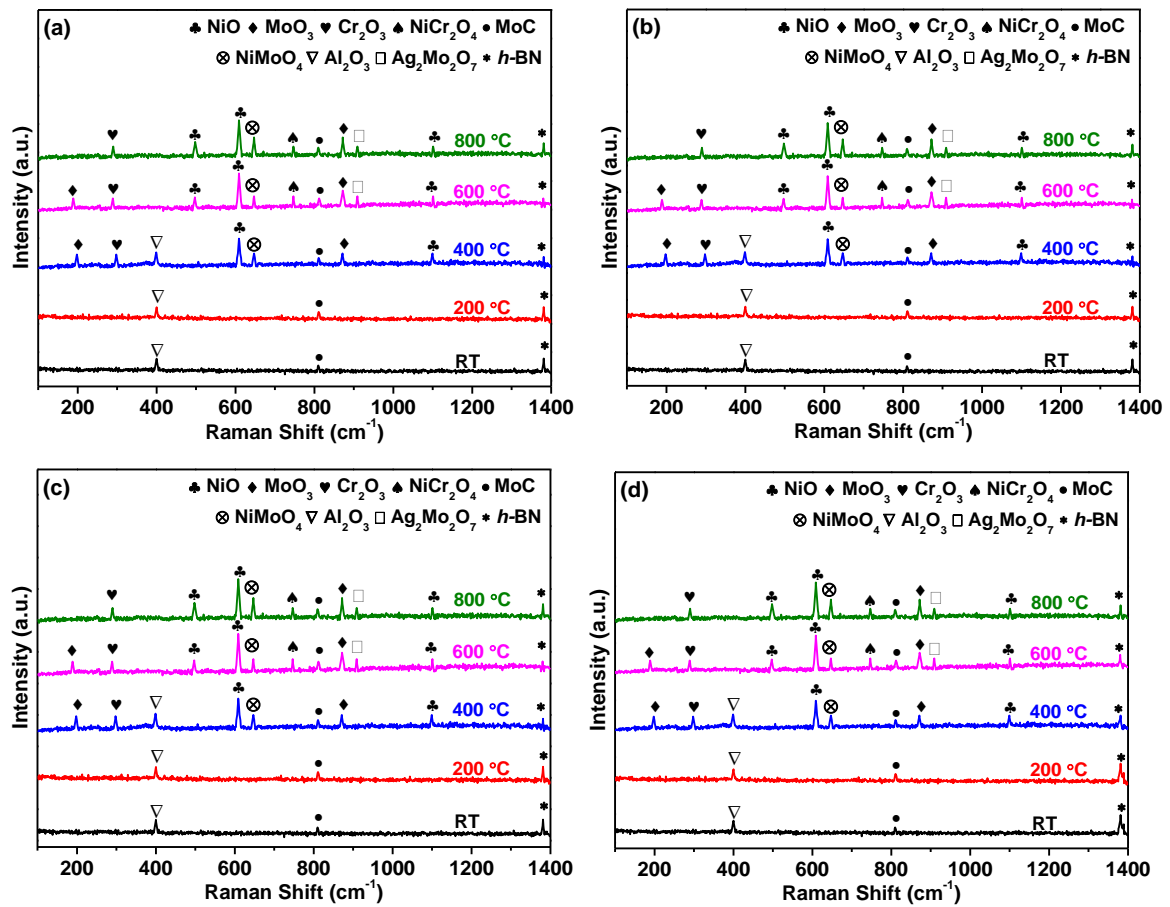 (a) ♣ NiO ♦ MoO₃ ♥ Cr₂O₃ ♠ NiCr₂O₄ ● MoC
⊗ NiMoO₄ ▽ Al₂O₃ □ Ag₂Mo₂O₇ * h-BN
800 °C
600 °C
400 °C
200 °C
RT
Intensity (a.u.)
200 400 600 800 1000 1200 1400
Raman Shift (cm⁻¹)
(b) ♣ NiO ♦ MoO₃ ♥ Cr₂O₃ ♠ NiCr₂O₄ ● MoC
⊗ NiMoO₄ ▽ Al₂O₃ □ Ag₂Mo₂O₇ * h-BN
800 °C
600 °C
400 °C
200 °C
RT
Intensity (a.u.)
200 400 600 800 1000 1200 1400
Raman Shift (cm⁻¹)
(c) ♣ NiO ♦ MoO₃ ♥ Cr₂O₃ ♠ NiCr₂O₄ ● MoC
⊗ NiMoO₄ ▽ Al₂O₃ □ Ag₂Mo₂O₇ * h-BN
800 °C
600 °C
400 °C
200 °C
RT
Intensity (a.u.)
200 400 600 800 1000 1200 1400
Raman Shift (cm⁻¹)
(d) ♣ NiO ♦ MoO₃ ♥ Cr₂O₃ ♠ NiCr₂O₄ ● MoC
⊗ NiMoO₄ ▽ Al₂O₃ □ Ag₂Mo₂O₇ * h-BN
800 °C
600 °C
400 °C
200 °C
RT
Intensity (a.u.)
200 400 600 800 1000 1200 1400
Raman Shift (cm⁻¹)